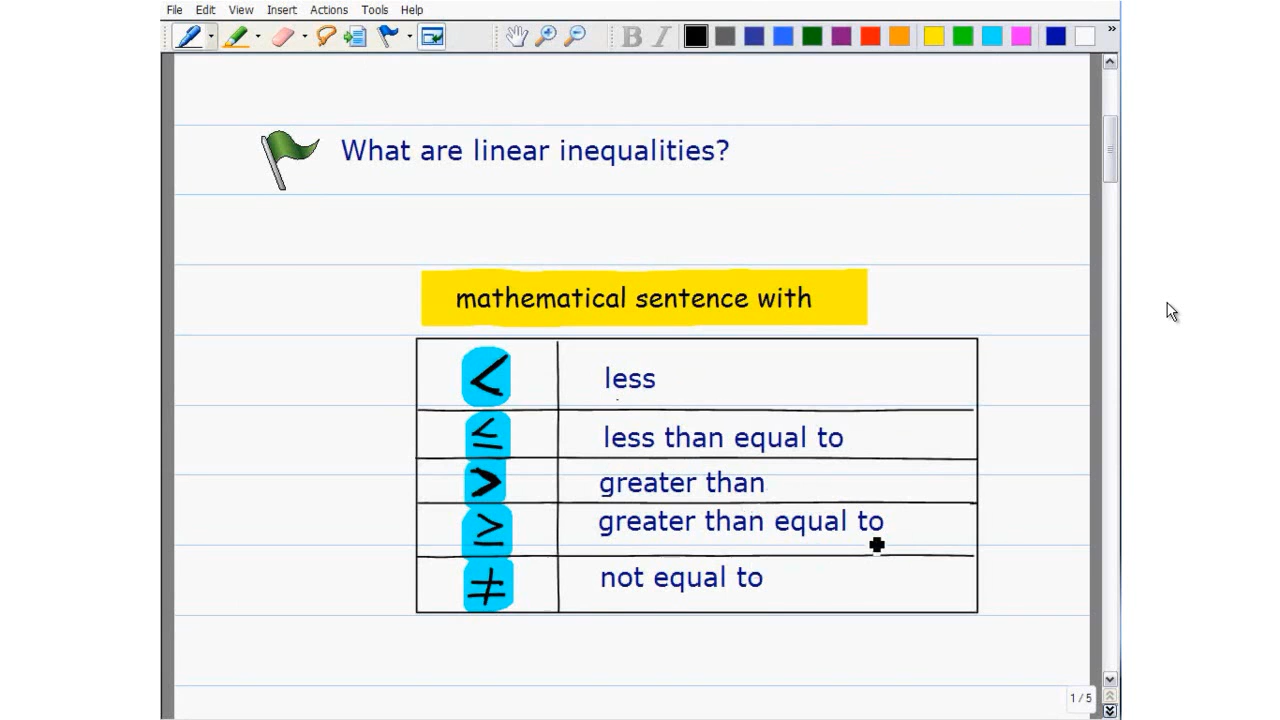 File Edit View Insert Actions Tools Help
B I »
What are linear inequalities?
mathematical sentence with
< less
≤ less than equal to
> greater than
≥ greater than equal to
≠ not equal to
1 / 5